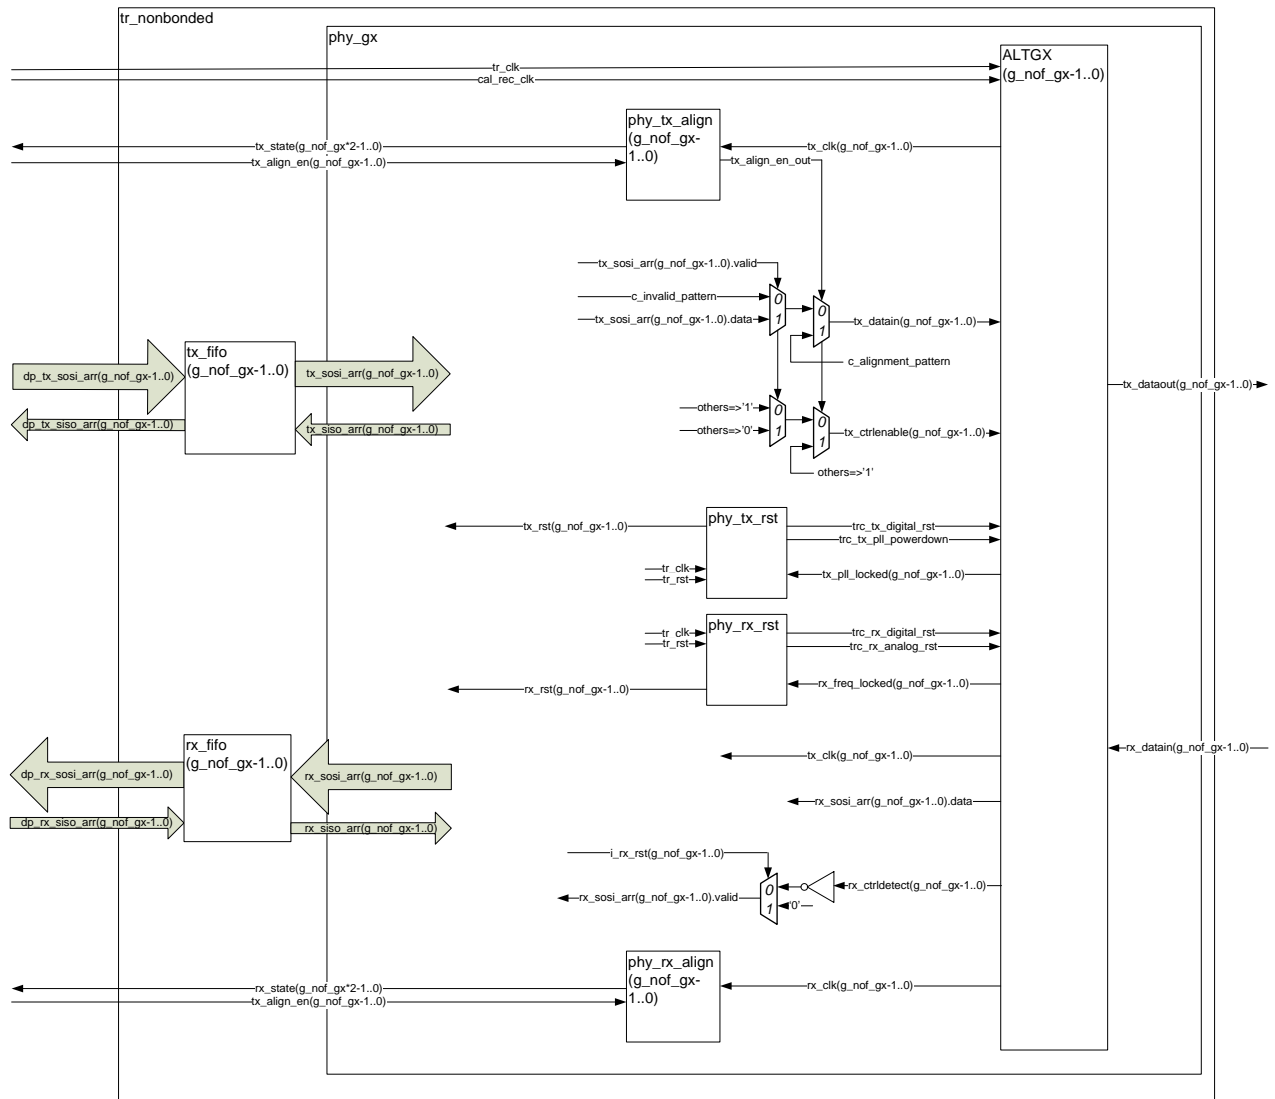 tr_nonbonded
phy_gx
ALTGX
(g_nof_gx-1..0)
tr_clk
cal_rec_clk
phy_tx_align
(g_nof_gx-
1..0)
tx_state(g_nof_gx*2-1..0)
tx_align_en(g_nof_gx-1..0)
tx_clk(g_nof_gx-1..0)
tx_align_en_out
tx_sosi_arr(g_nof_gx-1..0).valid
c_invalid_pattern
tx_sosi_arr(g_nof_gx-1..0).data
0
1
0
1
tx_datain(g_nof_gx-1..0)
c_alignment_pattern
tx_fifo
(g_nof_gx-1..0)
dp_tx_sosi_arr(g_nof_gx-1..0)
tx_sosi_arr(g_nof_gx-1..0)
dp_tx_siso_arr(g_nof_gx-1..0)
tx_siso_arr(g_nof_gx-1..0)
tx_dataout(g_nof_gx-1..0)
others=>'1'
others=>'0'
0
1
0
1
tx_ctrlenable(g_nof_gx-1..0)
others=>'1'
phy_tx_rst
tx_rst(g_nof_gx-1..0)
trc_tx_digital_rst
trc_tx_pll_powerdown
tr_clk
tr_rst
tx_pll_locked(g_nof_gx-1..0)
phy_rx_rst
tr_clk
tr_rst
trc_rx_digital_rst
trc_rx_analog_rst
rx_rst(g_nof_gx-1..0)
rx_freq_locked(g_nof_gx-1..0)
rx_fifo
(g_nof_gx-1..0)
dp_rx_sosi_arr(g_nof_gx-1..0)
rx_sosi_arr(g_nof_gx-1..0)
dp_rx_siso_arr(g_nof_gx-1..0)
rx_siso_arr(g_nof_gx-1..0)
tx_clk(g_nof_gx-1..0)
rx_datain(g_nof_gx-1..0)
rx_sosi_arr(g_nof_gx-1..0).data
i_rx_rst(g_nof_gx-1..0)
rx_sosi_arr(g_nof_gx-1..0).valid
0
1
'0'
rx_ctrldetect(g_nof_gx-1..0)
phy_rx_align
(g_nof_gx-
1..0)
rx_state(g_nof_gx*2-1..0)
tx_align_en(g_nof_gx-1..0)
rx_clk(g_nof_gx-1..0)